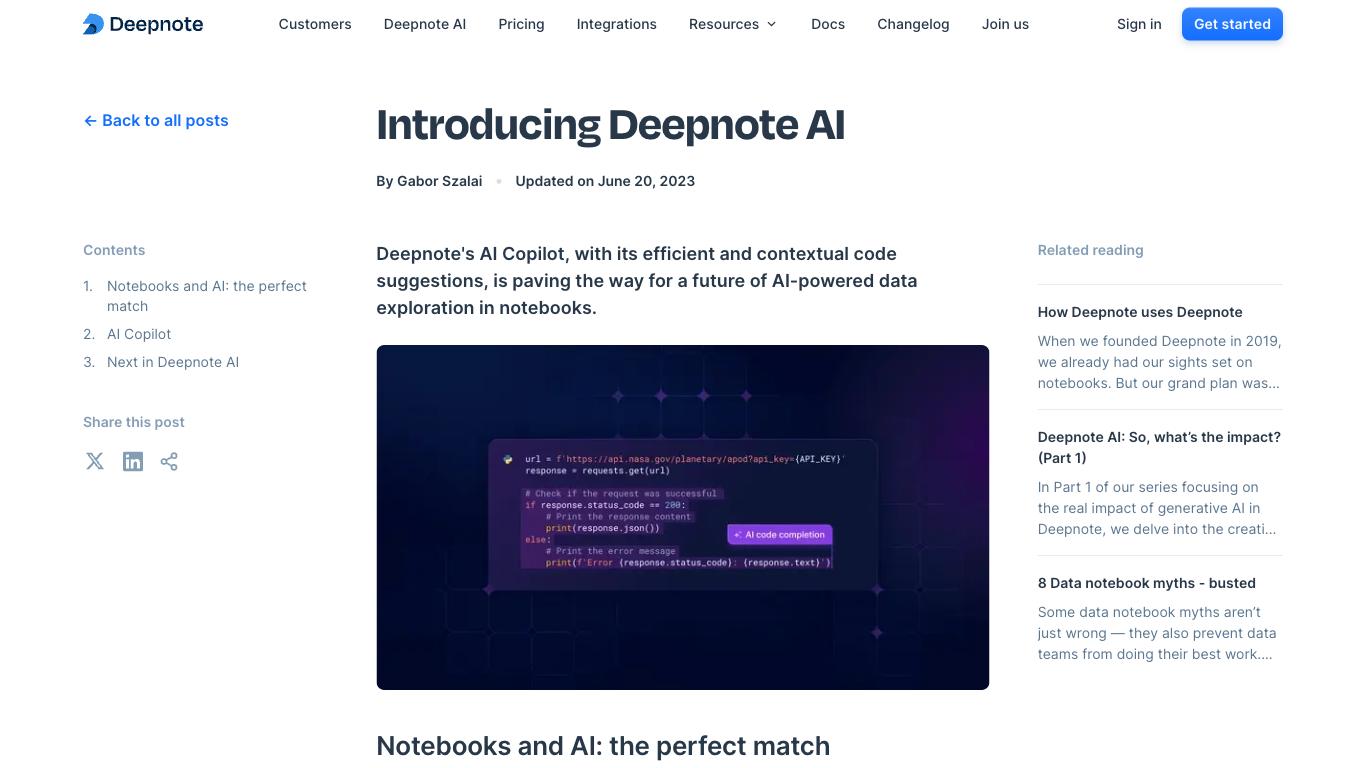 Deepnote
Customers
Deepnote AI
Pricing
Integrations
Resources
Docs
Changelog
Join us
Sign in
Get started
← Back to all posts
Introducing Deepnote AI
By Gabor Szalai
Updated on June 20, 2023
Contents
1. Notebooks and AI: the perfect
match
2. AI Copilot
3. Next in Deepnote AI
Share this post
Deepnote's AI Copilot, with its efficient and contextual code
suggestions, is paving the way for a future of AI-powered data
exploration in notebooks.
url = f'https://api.nasa.gov/planetary/apod?api_key={API_KEY}'
response = requests.get(url)
# Check if the request was successful
if response.status_code == 200:
# Print the response content
print(response.json())
else:
# Print the error message
print(f'Error {response.status_code}: {response.text}')
AI code completion
Notebooks and AI: the perfect match
Related reading
How Deepnote uses Deepnote
When we founded Deepnote in 2019,
we already had our sights set on
notebooks. But our grand plan was...
Deepnote AI: So, what’s the impact?
(Part 1)
In Part 1 of our series focusing on
the real impact of generative AI in
Deepnote, we delve into the creati...
8 Data notebook myths - busted
Some data notebook myths aren’t
just wrong — they also prevent data
teams from doing their best work....